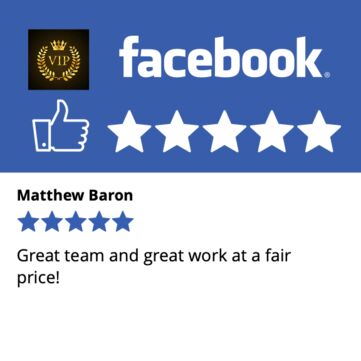 VIP
facebook®
Matthew Baron
Great team and great work at a fair
price!